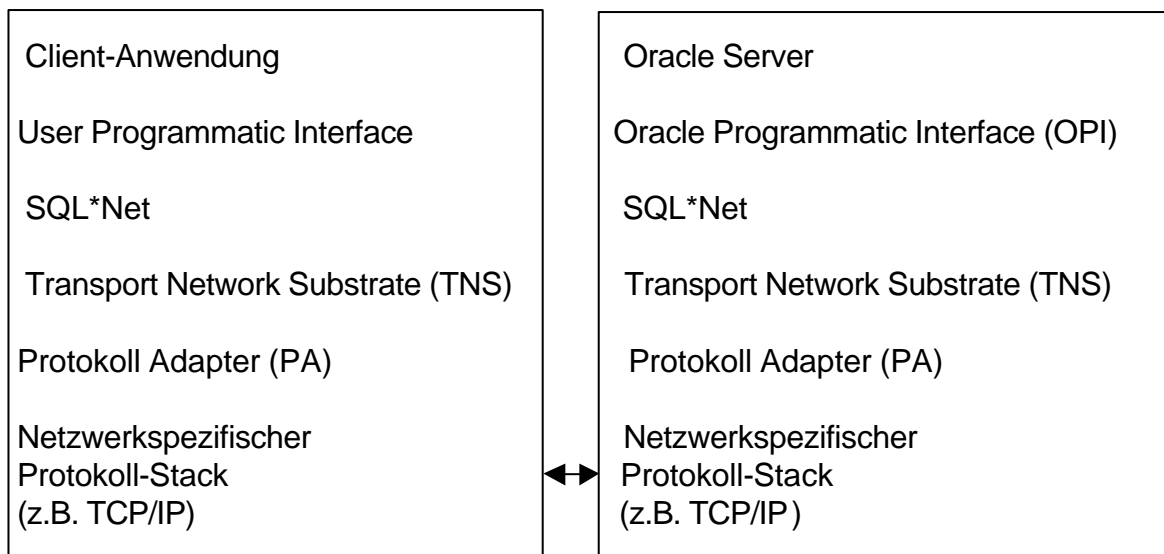 Client-Anwendung
User Programmatic Interface
SQL*Net
Transport Network Substrate (TNS)
Protokoll Adapter (PA)
Netzwerkspezifischer
Protokoll-Stack
(z.B. TCP/IP)
Oracle Server
Oracle Programmatic Interface (OPI)
SQL*Net
Transport Network Substrate (TNS)
Protokoll Adapter (PA)
Netzwerkspezifischer
Protokoll-Stack
(z.B. TCP/IP)